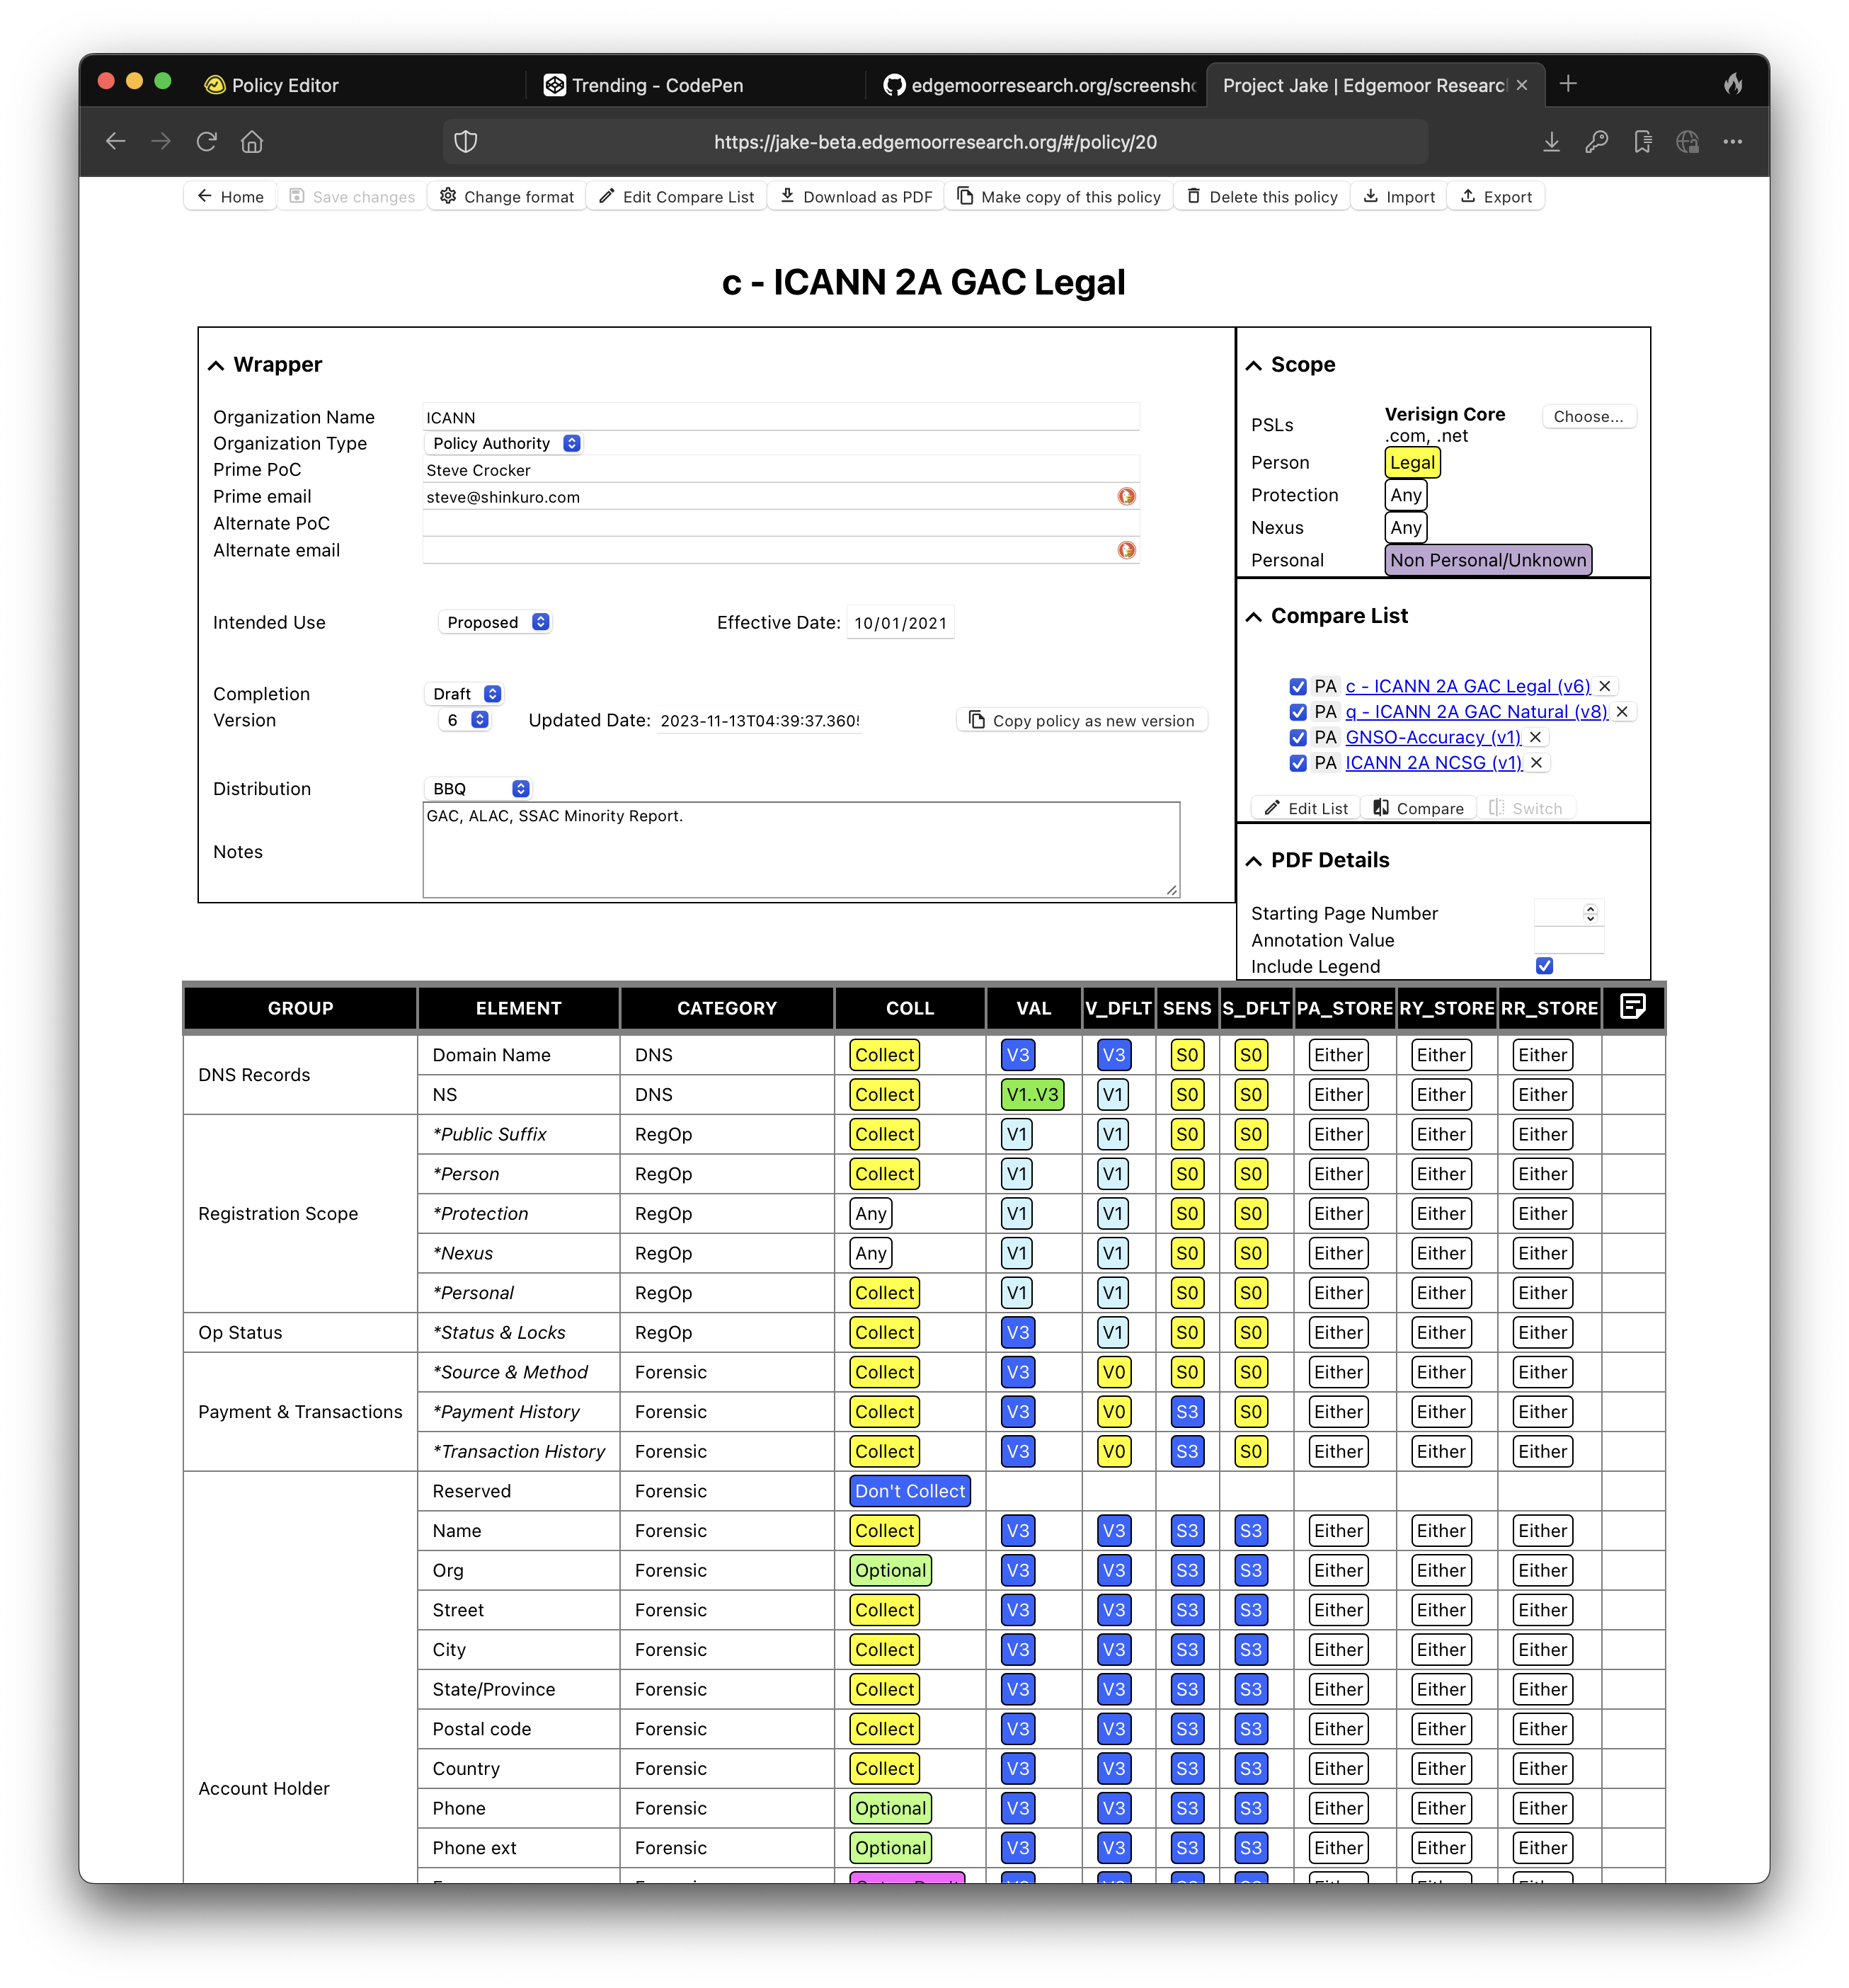 Policy Editor
Trending - CodePen
edgemoorresearch.org/screensho
Project Jake | Edgemoor Researc
https://jake-beta.edgemoorresearch.org/#/policy/20
Home Save changes Change format Edit Compare List Download as PDF Make copy of this policy Delete this policy Import Export
c - ICANN 2A GAC Legal
Wrapper
Organization Name ICANN
Organization Type Policy Authority
Prime PoC Steve Crocker
Prime email steve@shinkuro.com
Alternate PoC
Alternate email
Intended Use Proposed Effective Date: 10/01/2021
Completion Draft
Version 6 Updated Date: 2023-11-13T04:39:37.360 Copy policy as new version
Distribution BBQ
Notes GAC, ALAC, SSAC Minority Report.
Scope
PSLs Verisign Core Choose...
.com, .net
Person Legal
Protection Any
Nexus Any
Personal Non Personal/Unknown
Compare List
PA c - ICANN 2A GAC Legal (v6)
PA q - ICANN 2A GAC Natural (v8)
PA GNSO-Accuracy (v1)
PA ICANN 2A NCSG (v1)
Edit List Compare Switch
PDF Details
Starting Page Number
Annotation Value
Include Legend
GROUP ELEMENT CATEGORY COLL VAL V_DFLT SENS S_DFLT PA_STORE RY_STORE RR_STORE
DNS Records
Domain Name DNS Collect V3 V3 S0 S0 Either Either Either
NS DNS Collect V1..V3 V1 S0 S0 Either Either Either
Registration Scope
*Public Suffix RegOp Collect V1 V1 S0 S0 Either Either Either
*Person RegOp Collect V1 V1 S0 S0 Either Either Either
*Protection RegOp Any V1 V1 S0 S0 Either Either Either
*Nexus RegOp Any V1 V1 S0 S0 Either Either Either
*Personal RegOp Collect V1 V1 S0 S0 Either Either Either
Op Status *Status & Locks RegOp Collect V3 V1 S0 S0 Either Either Either
Payment & Transactions
*Source & Method Forensic Collect V3 V0 S0 S0 Either Either Either
*Payment History Forensic Collect V3 V0 S3 S0 Either Either Either
*Transaction History Forensic Collect V3 V0 S3 S0 Either Either Either
Account Holder
Reserved Forensic Don't Collect
Name Forensic Collect V3 V3 S3 S3 Either Either Either
Org Forensic Optional V3 V3 S3 S3 Either Either Either
Street Forensic Collect V3 V3 S3 S3 Either Either Either
City Forensic Collect V3 V3 S3 S3 Either Either Either
State/Province Forensic Collect V3 V3 S3 S3 Either Either Either
Postal code Forensic Collect V3 V3 S3 S3 Either Either Either
Country Forensic Collect V3 V3 S3 S3 Either Either Either
Phone Forensic Optional V3 V3 S3 S3 Either Either Either
Phone ext Forensic Optional V3 V3 S3 S3 Either Either Either